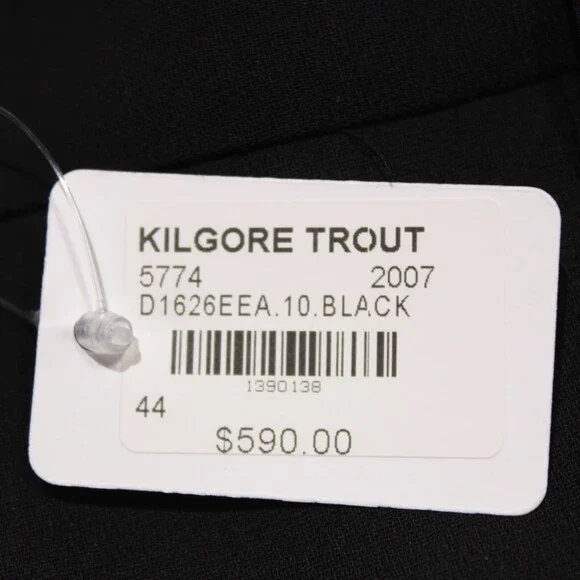 KILGORE TROUT
5774 2007
D1626EEA.10.BLACK
1390138
44
$590.00